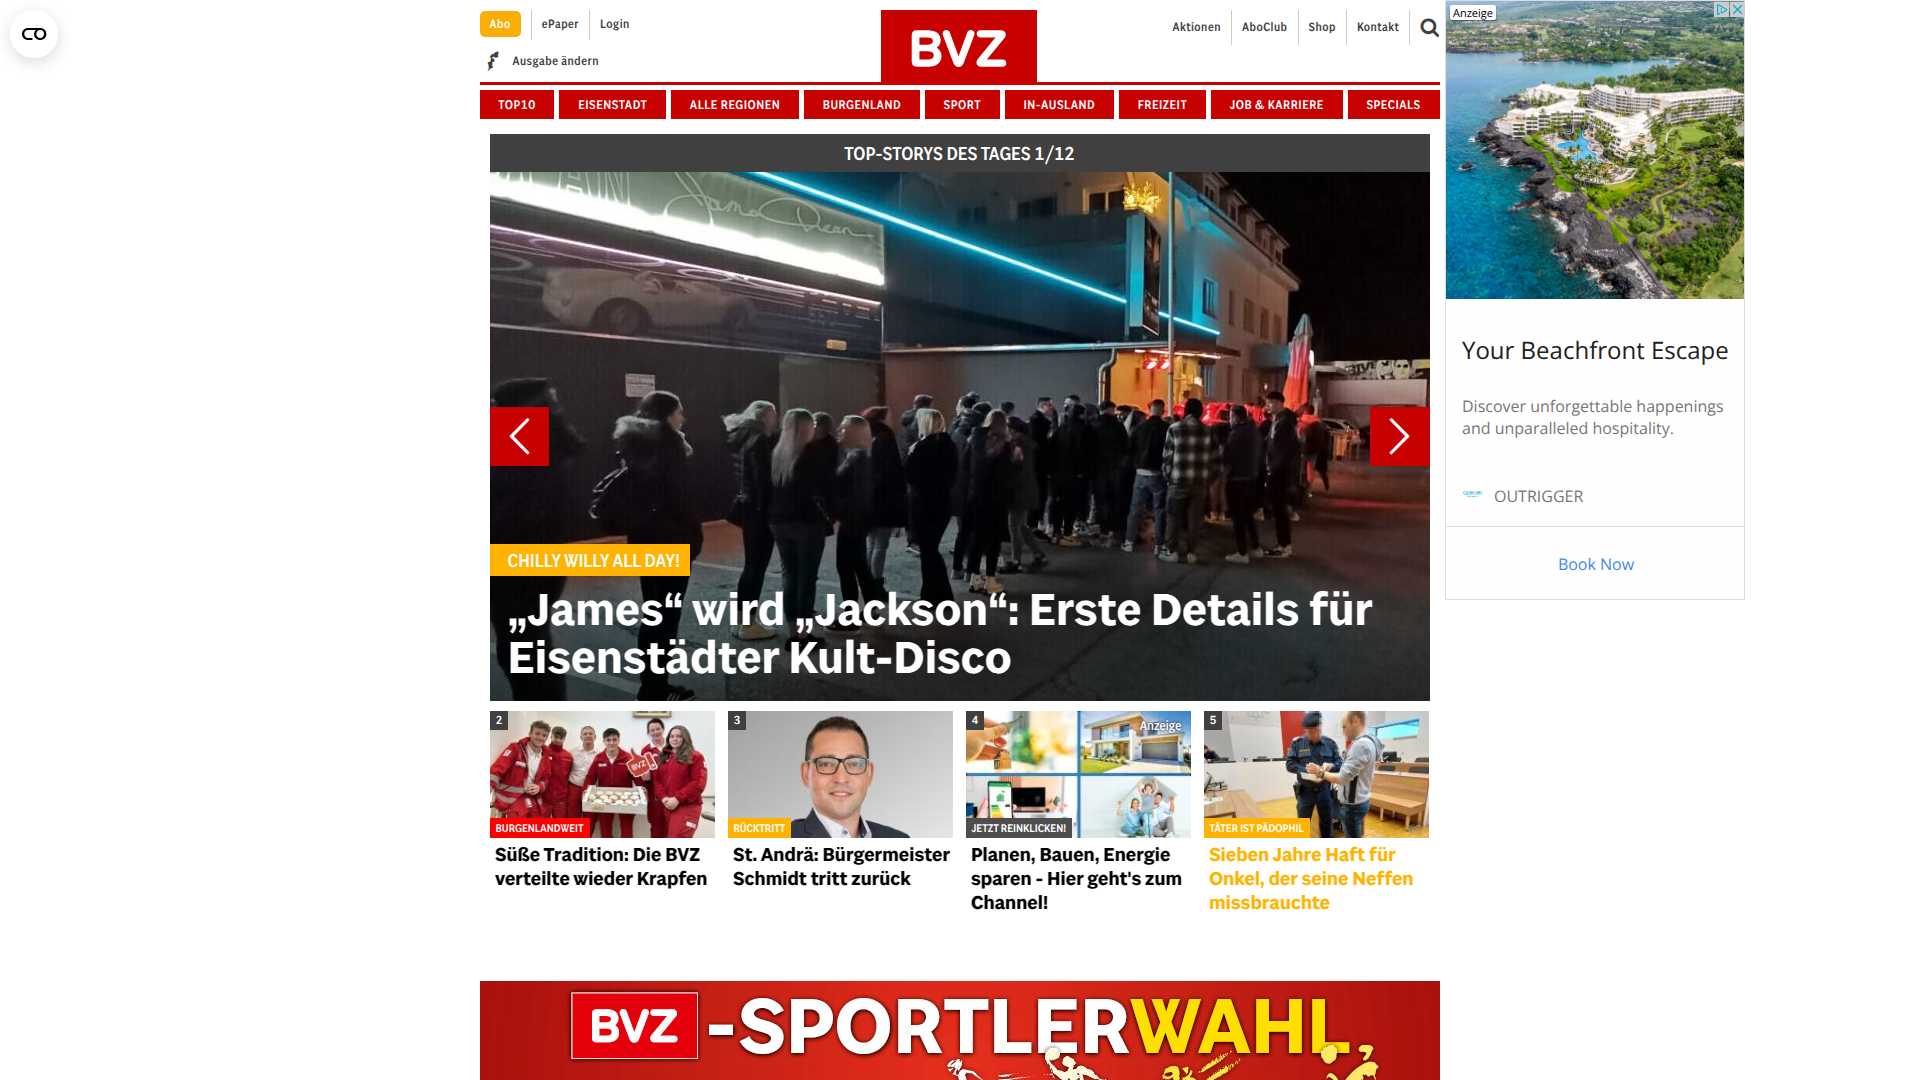 Abo
ePaper
Login
Ausgabe ändern
BVZ
Aktionen
AboClub
Shop
Kontakt
TOP10
EISENSTADT
ALLE REGIONEN
BURGENLAND
SPORT
IN-AUSLAND
FREIZEIT
JOB & KARRIERE
SPECIALS
TOP-STORYS DES TAGES 1/12
James Dean
CHILLY WILLY ALL DAY!
„James“ wird „Jackson“: Erste Details für
Eisenstädter Kult-Disco
2
BVZ
BURGENLANDWEIT
Süße Tradition: Die BVZ
verteilte wieder Krapfen
3
RÜCKTRITT
St. Andrä: Bürgermeister
Schmidt tritt zurück
4
Anzeige
JETZT REINKLICKEN!
Planen, Bauen, Energie
sparen - Hier geht's zum
Channel!
5
TÄTER IST PÄDOPHIL
Sieben Jahre Haft für
Onkel, der seine Neffen
missbrauchte
BVZ-SPORTLERWAHL
Anzeige
Your Beachfront Escape
Discover unforgettable happenings
and unparalleled hospitality.
OUTRIGGER
Book Now